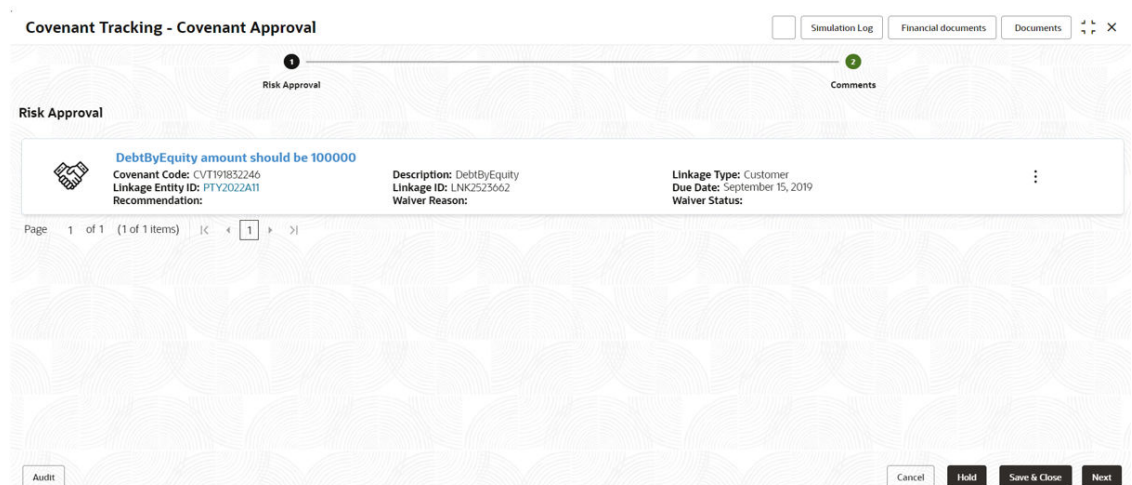 Covenant Tracking - Covenant Approval
Simulation Log
Financial documents
Documents
1
2
Risk Approval
Comments
Risk Approval
DebtByEquity amount should be 100000
Covenant Code: CVT191832246
Description: DebtByEquity
Linkage Type: Customer
Linkage Entity ID: PTY2022A11
Linkage ID: LNK2523662
Due Date: September 15, 2019
Recommendation:
Waiver Reason:
Waiver Status:
Page 1 of 1 (1 of 1 items) 1
Audit
Cancel
Hold
Save & Close
Next